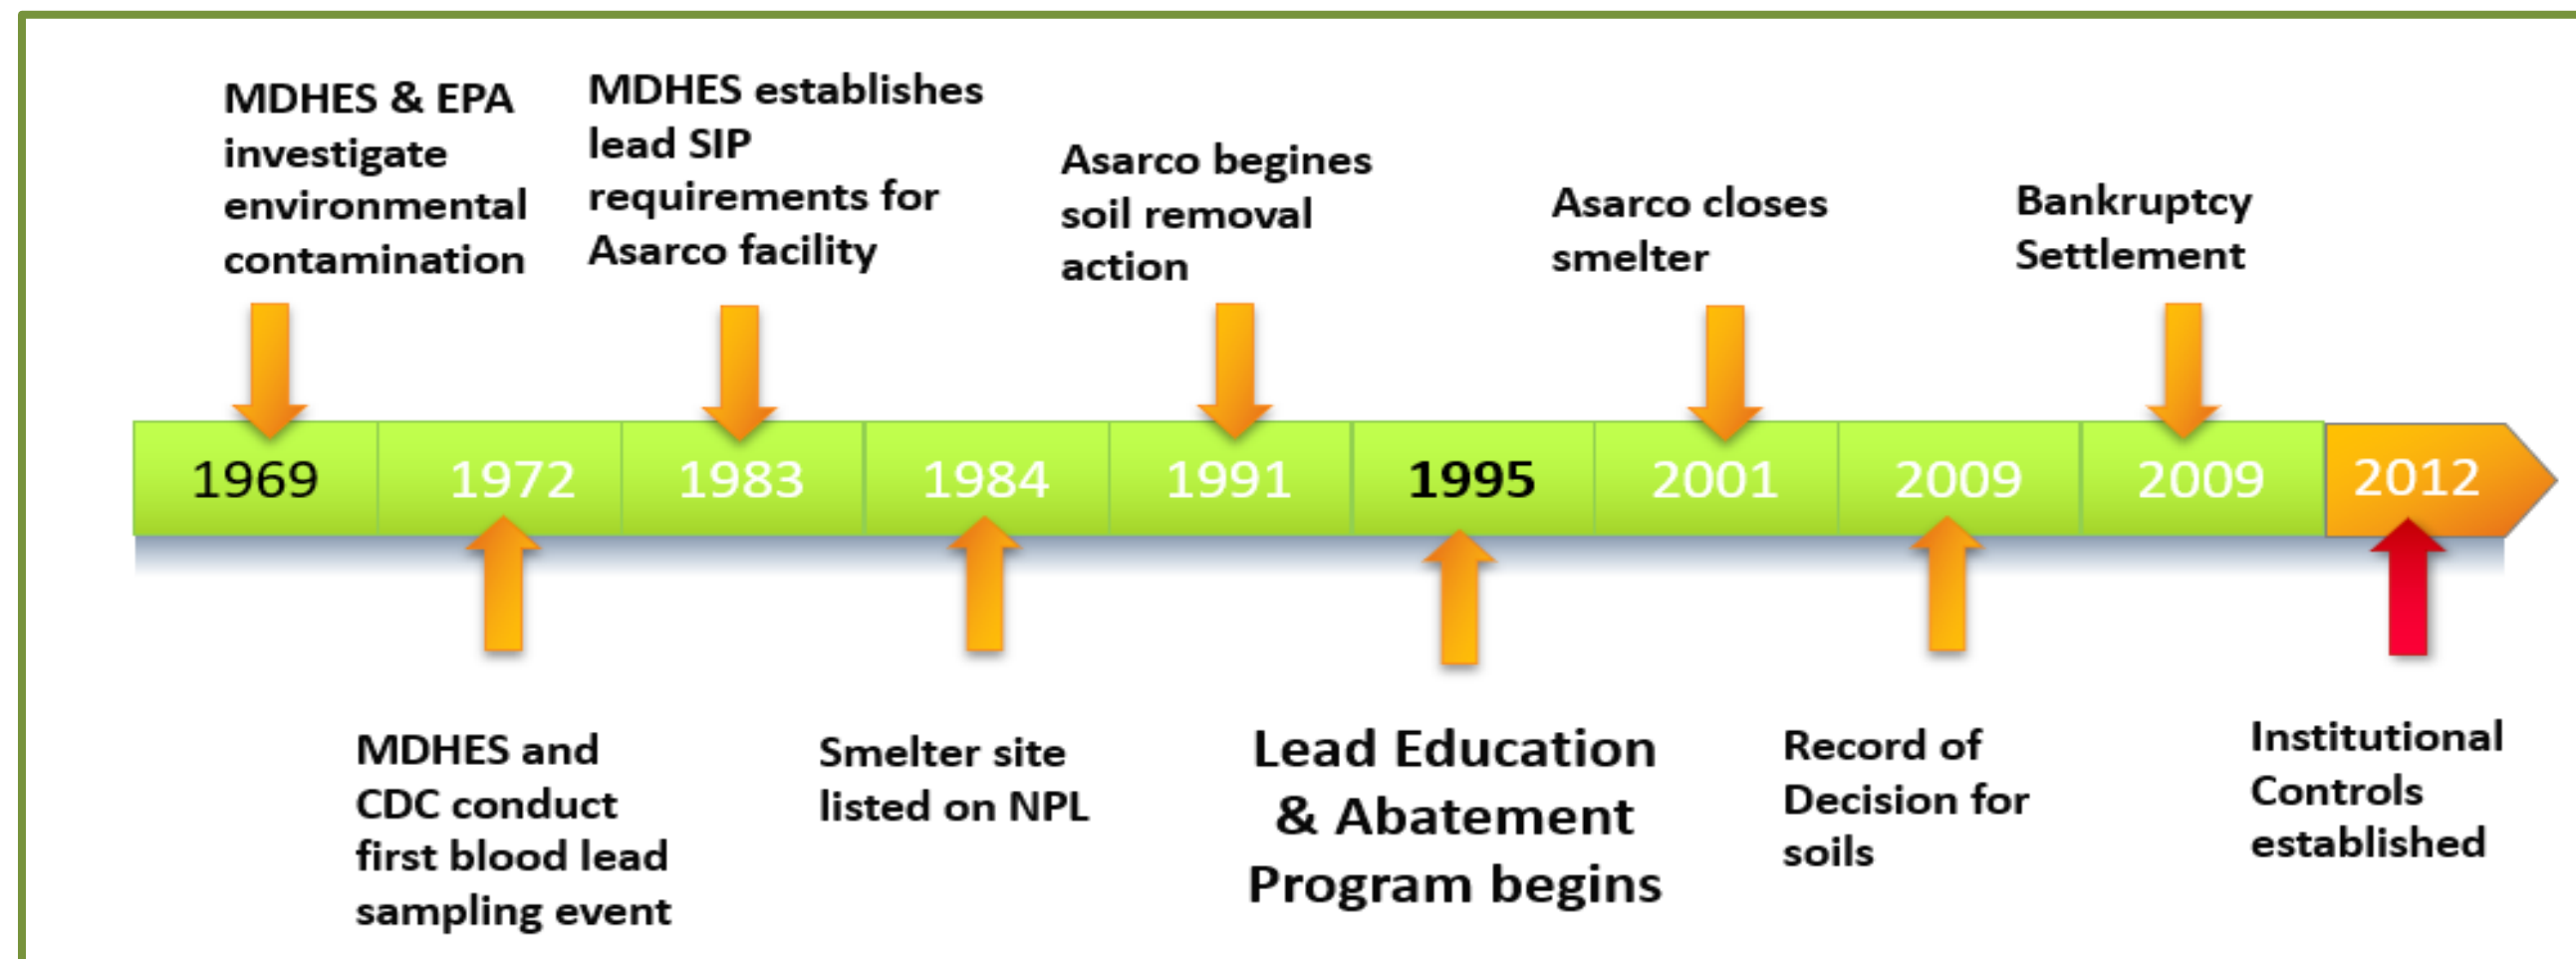 MDHES & EPA
investigate
environmental
contamination
MDHES establishes
lead SIP
requirements for
Asarco facility
Asarco begines
soil removal
action
Asarco closes
smelter
Bankruptcy
Settlement
1969
1972
1983
1984
1991
1995
2001
2009
2009
2012
MDHES and
CDC conduct
first blood lead
sampling event
Smelter site
listed on NPL
Lead Education
& Abatement
Program begins
Record of
Decision for
soils
Institutional
Controls
established